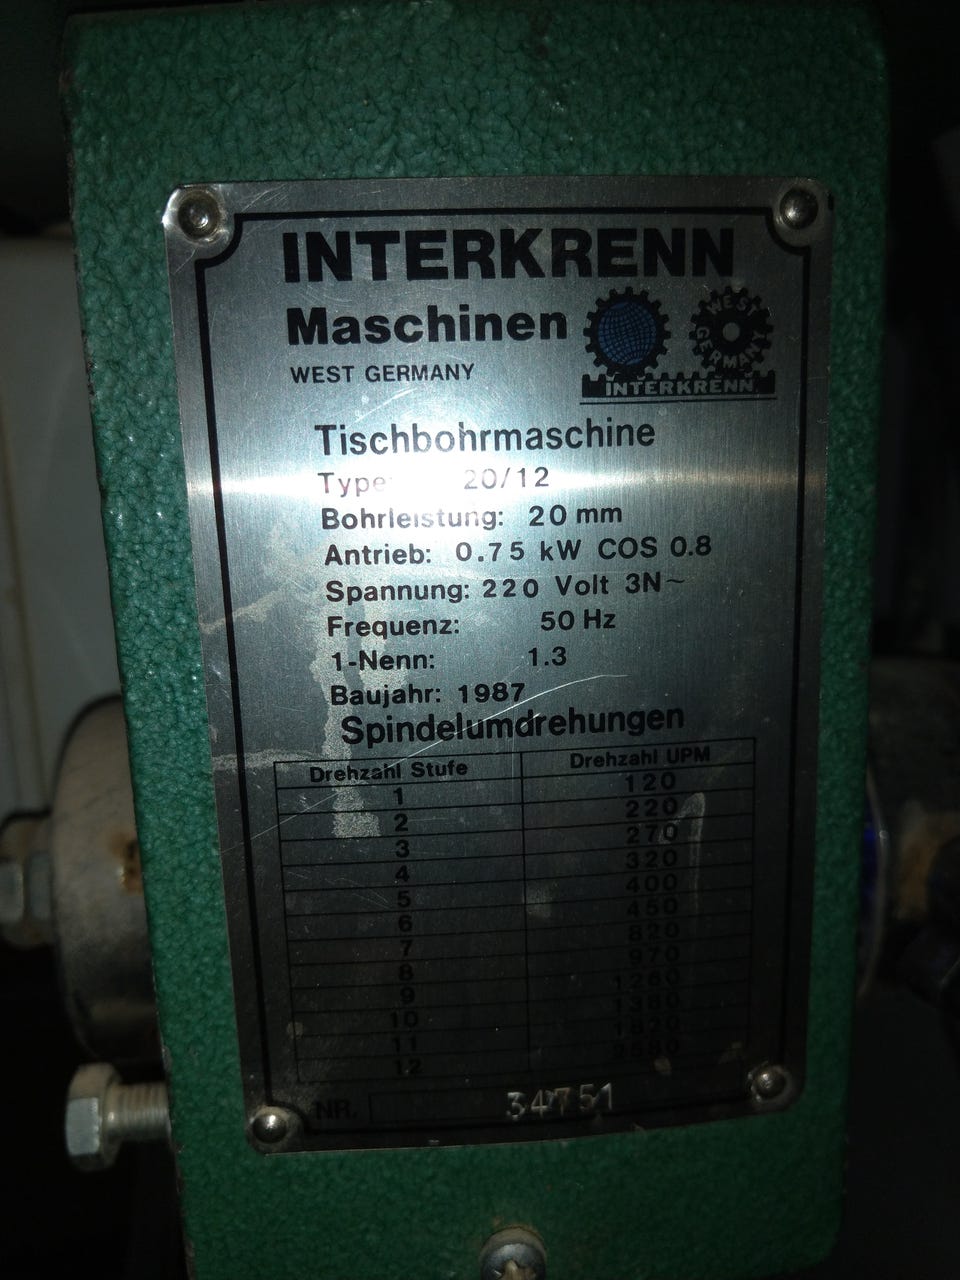 INTERKRENN
Maschinen
WEST GERMANY
WEST GERMANY
INTERKRENN
Tischbohrmaschine
Type: 20/12
Bohrleistung: 20 mm
Antrieb: 0.75 kW COS 0.8
Spannung: 220 Volt 3N~
Frequenz: 50 Hz
1-Nenn: 1.3
Baujahr: 1987
Spindelumdrehungen
Drehzahl Stufe Drehzahl UPM
1 120
2 220
3 270
4 320
5 400
6 450
7 820
8 970
9 1260
10 1380
11 1820
12
NR. 34751